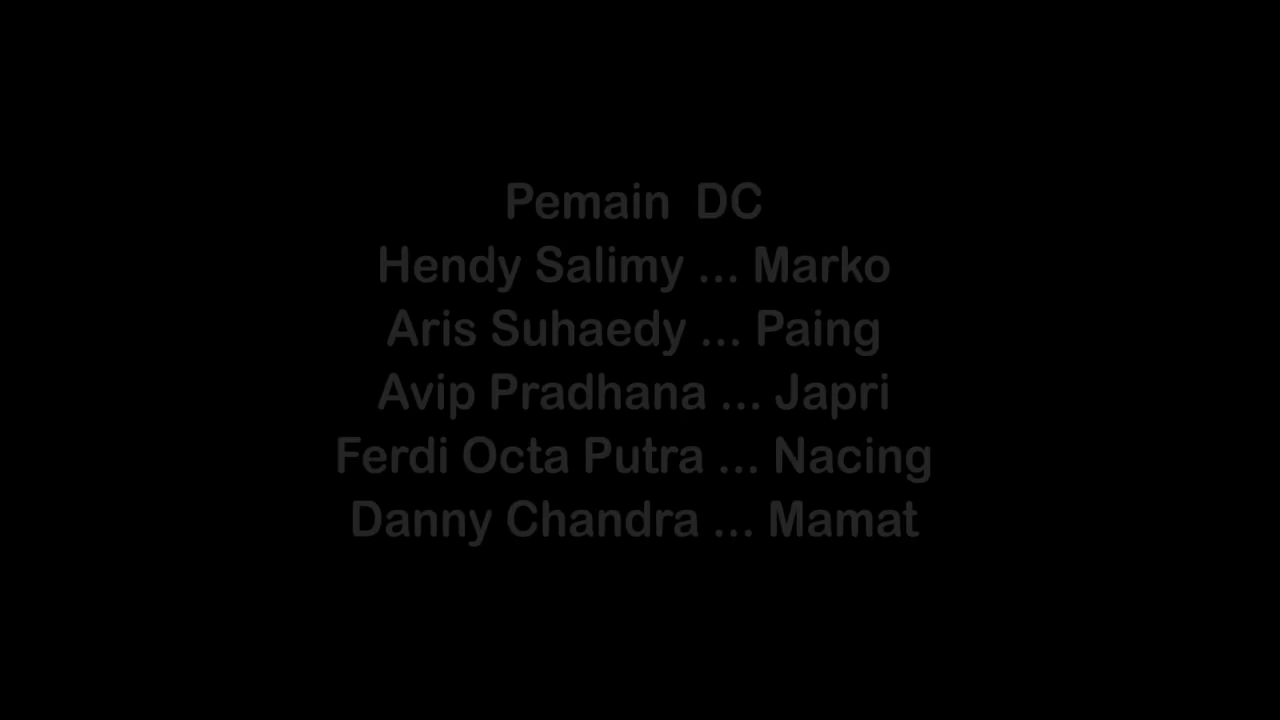 Pemain  DC
Hendy Salimy ... Marko
Aris Suhaedy ... Paing
Avip Pradhana ... Japri
Ferdi Octa Putra ... Nacing
Danny Chandra ... Mamat